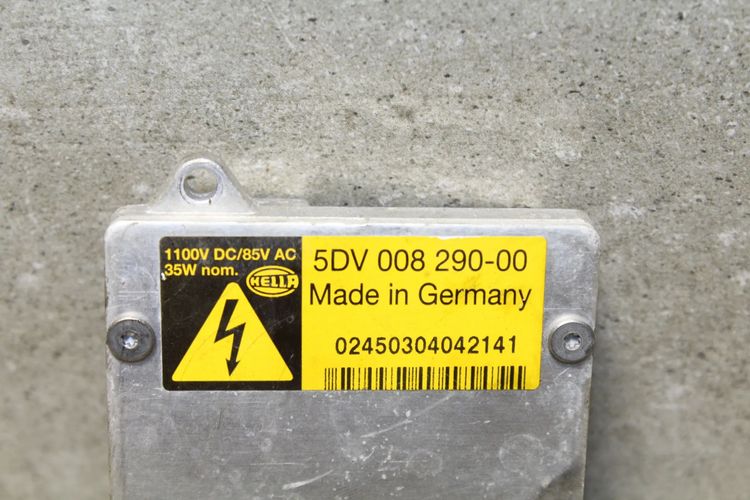 1100V DC/85V AC
35W nom.
HELLA
5DV 008 290-00
Made in Germany
02450304042141